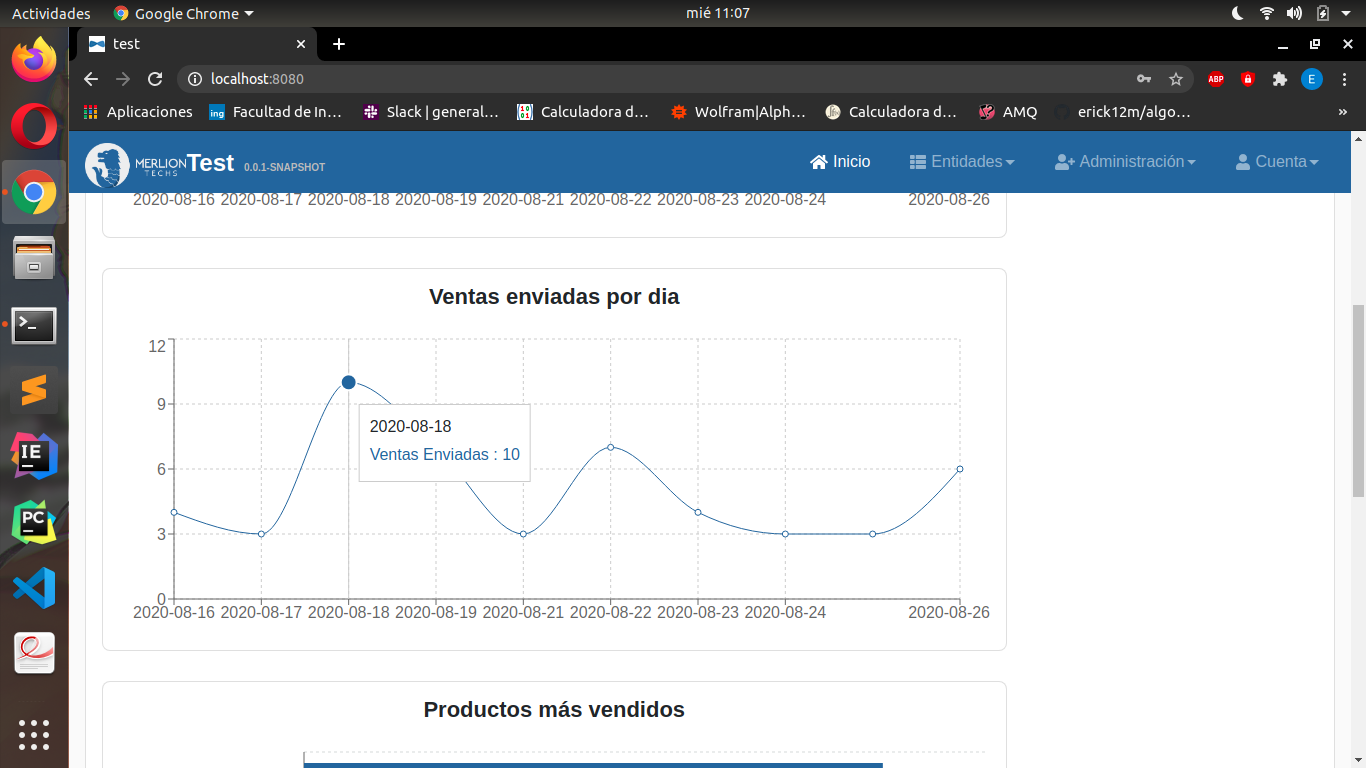 Actividades Google Chrome mié 11:07
test
localhost:8080 ABP E
Aplicaciones Facultad de In… Slack | general… Calculadora d… Wolfram|Alph… Calculadora d… AMQ erick12m/algo… »
MERLION TECHS Test 0.0.1-SNAPSHOT Inicio Entidades Administración Cuenta
2020-08-16 2020-08-17 2020-08-18 2020-08-19 2020-08-21 2020-08-22 2020-08-23 2020-08-24 2020-08-26
Ventas enviadas por dia
12
9
6
3
0
2020-08-18
Ventas Enviadas : 10
2020-08-16 2020-08-17 2020-08-18 2020-08-19 2020-08-21 2020-08-22 2020-08-23 2020-08-24 2020-08-26
Productos más vendidos